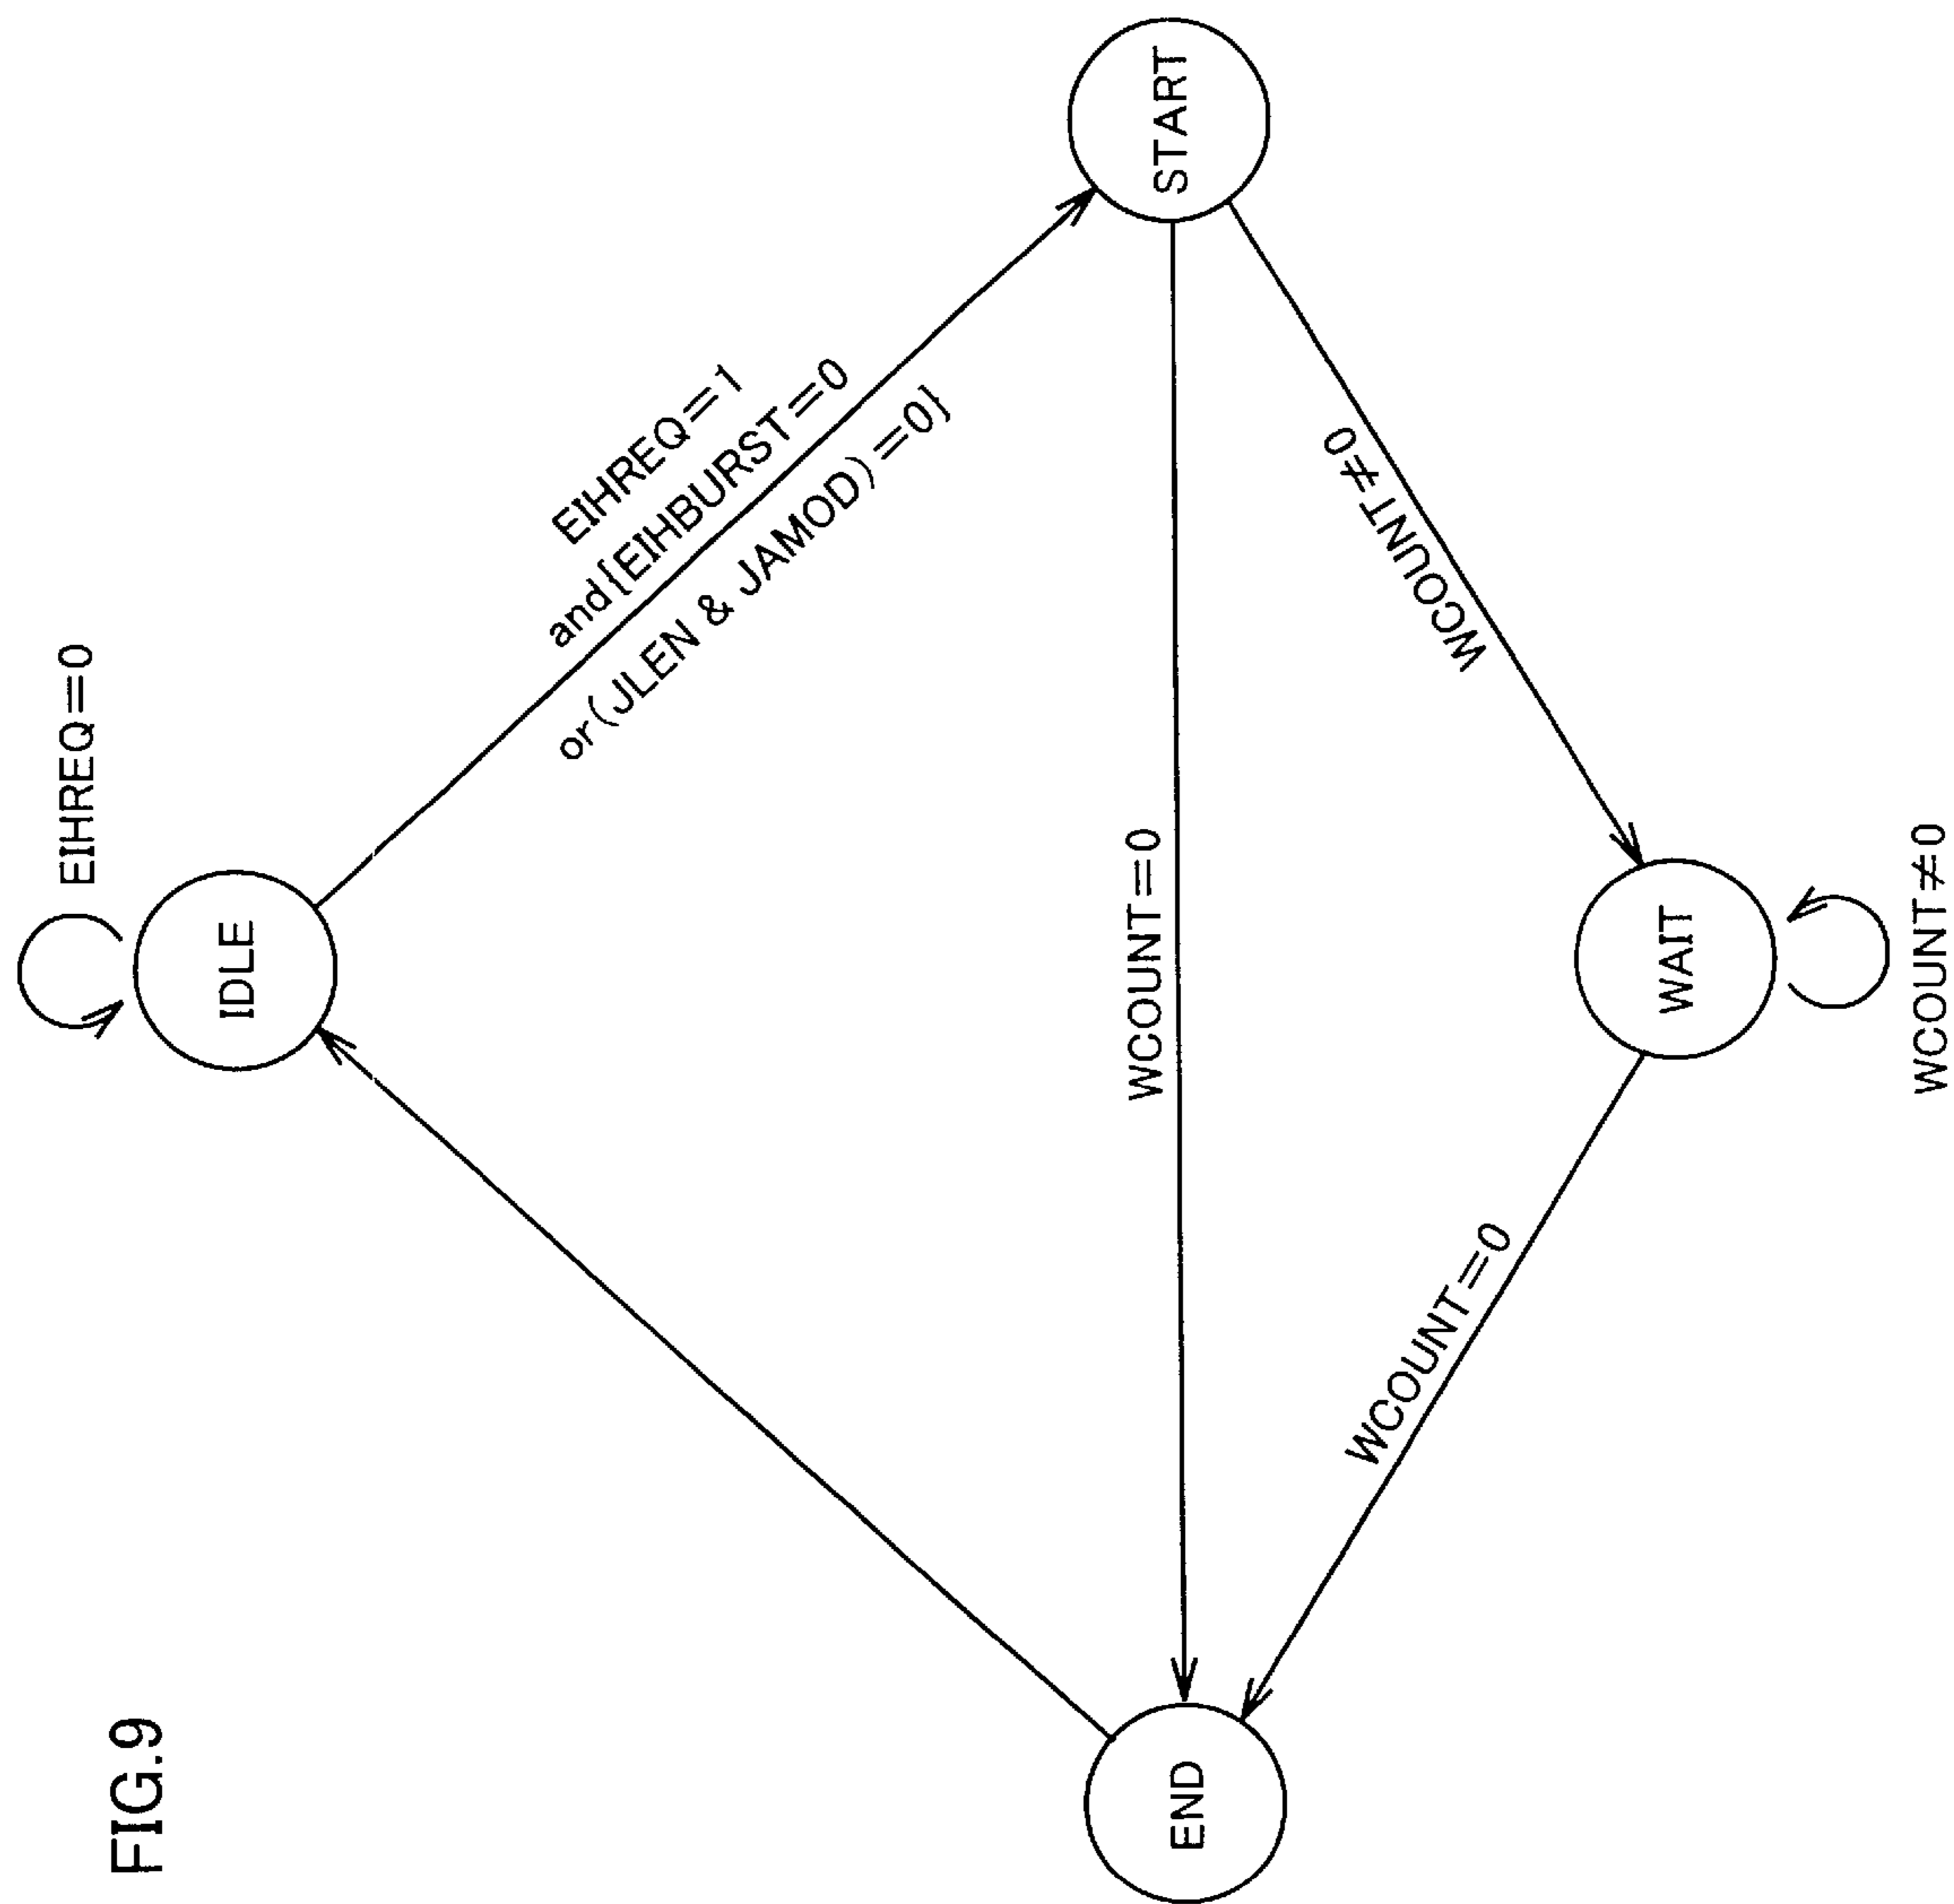 FIG.9
EIHREQ=0
IDLE
EIHREQ=1
and{EIHBURST=0
or(JLEN & JAMOD)=0}
END
WCOUNT=0
START
WCOUNT=0
WCOUNT≠0
WAIT
WCOUNT≠0